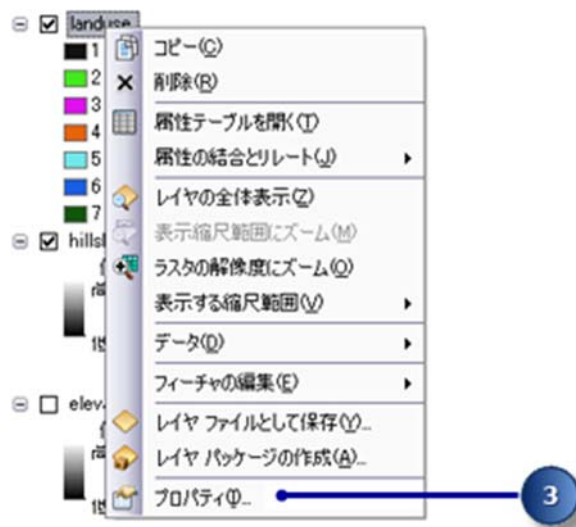 landuse
1
2
3
4
5
6
7
hills
高
低
elev
コピー(C)
削除(R)
属性テーブルを開く(T)
属性の結合とリレート(J)
レイヤの全体表示(Z)
表示縮尺範囲にズーム(M)
ラスタの解像度にズーム(O)
表示する縮尺範囲(V)
データ(D)
フィーチャの編集(E)
レイヤ ファイルとして保存(Y)...
レイヤ パッケージの作成(A)...
プロパティ(I)...
3